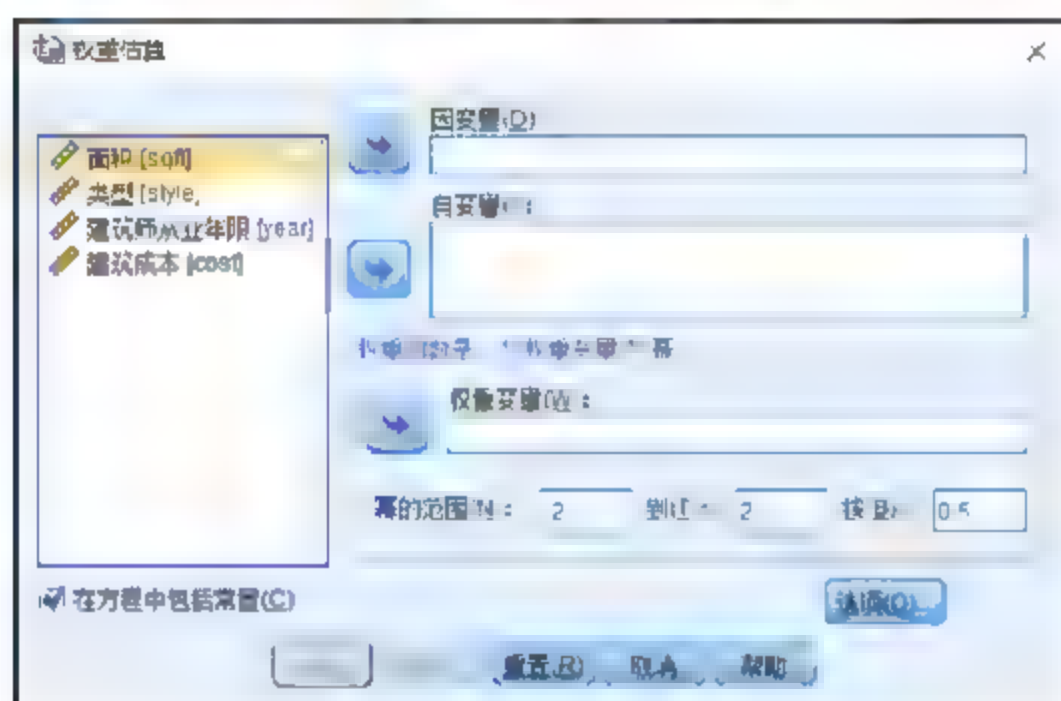 权重估算
因变量(D)
面积 [sqft]
类型 [style]
自变量
建筑师从业年限 [year]
建筑成本 [cost]
权重变量(W):
幂的范围 2 到 2 按 0.5
在方程中包括常量(C)
选项(O)...
重置(R) 取消 帮助